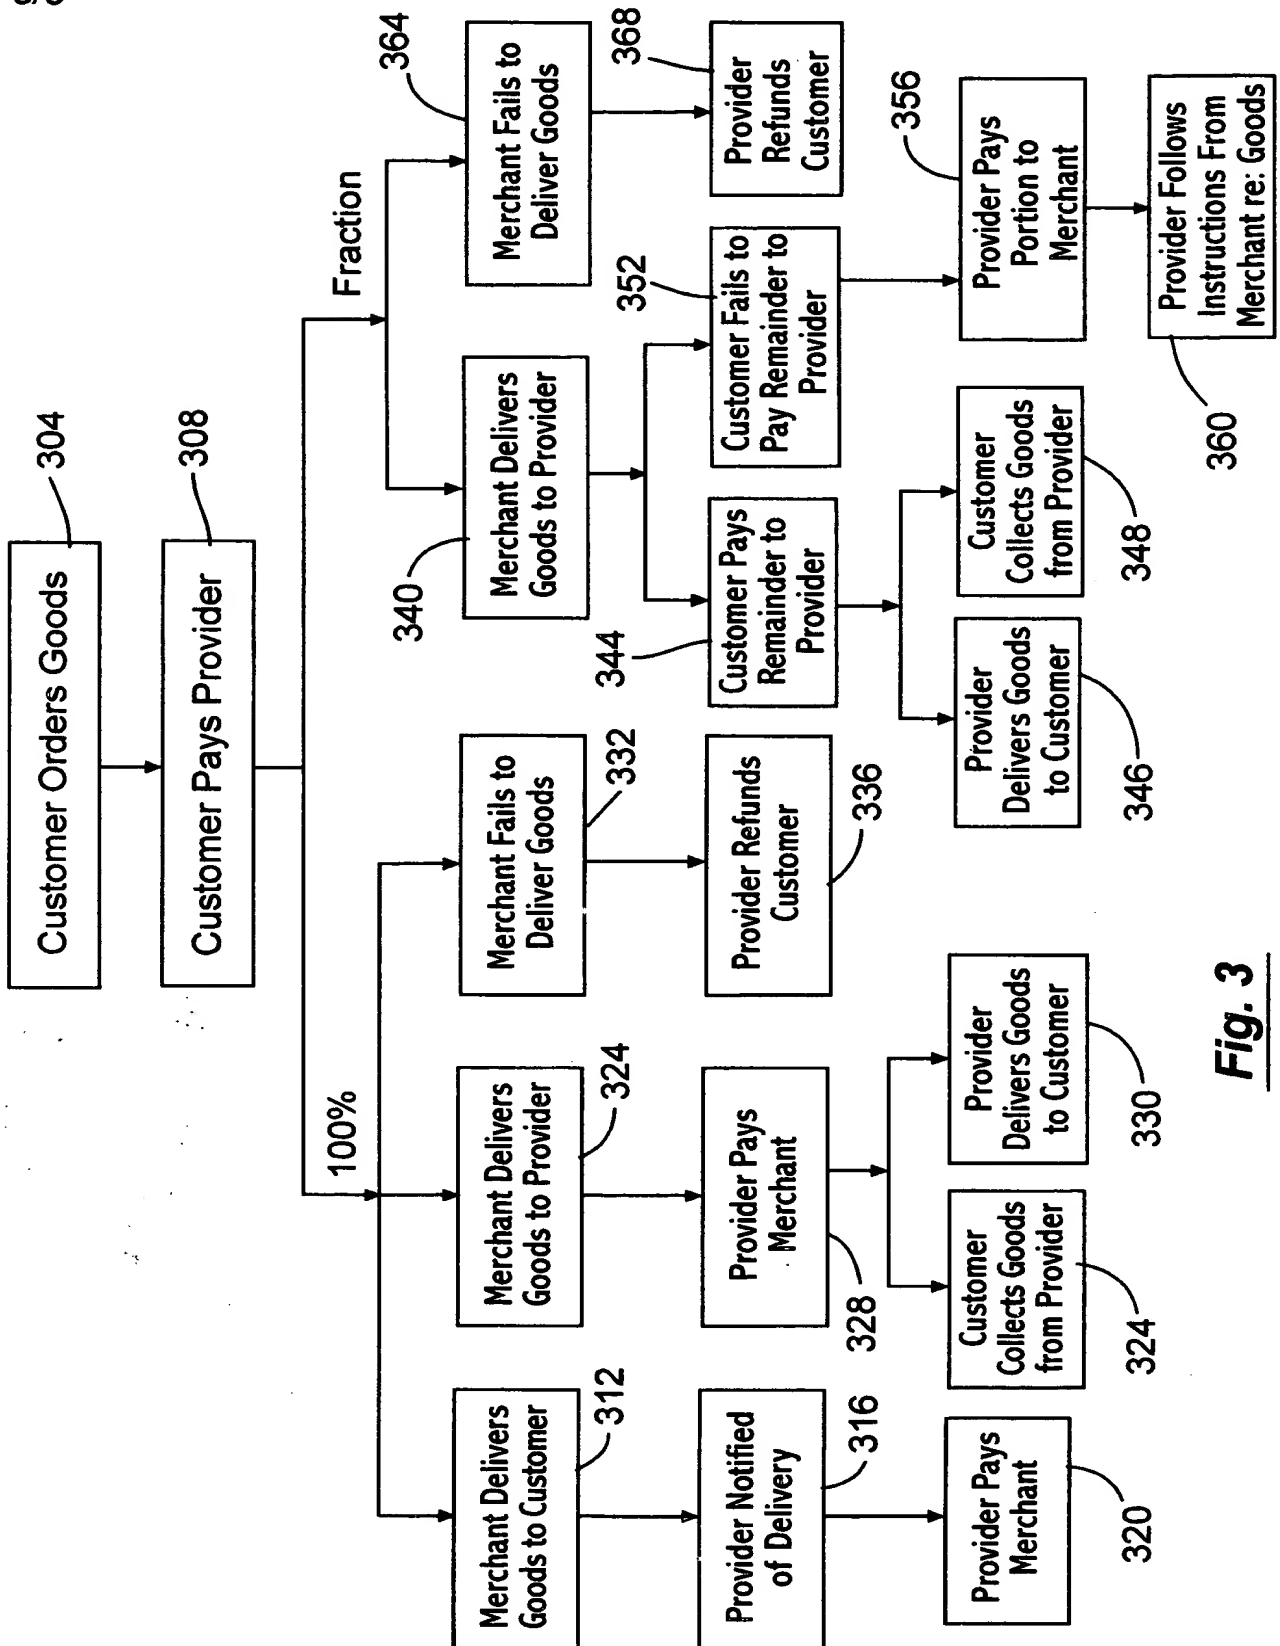 Customer Orders Goods
304
Customer Pays Provider
308
100%
Fraction
Merchant Delivers
Goods to Customer
312
Merchant Delivers
Goods to Provider
324
Merchant Fails to
Deliver Goods
332
Merchant Delivers
Goods to Provider
340
Merchant Fails to
Deliver Goods
364
Provider Notified
of Delivery
316
Provider Pays
Merchant
328
Provider Refunds
Customer
336
Customer Pays
Remainder to
Provider
344
Customer Fails to
Pay Remainder to
Provider
352
Provider
Refunds
Customer
368
Provider Pays
Merchant
320
Customer
Collects Goods
from Provider
324
Provider
Delivers Goods
to Customer
330
Provider
Delivers Goods
to Customer
346
Customer
Collects Goods
from Provider
348
Provider Pays
Portion to
Merchant
356
Provider Follows
Instructions From
Merchant re: Goods
360
Fig. 3